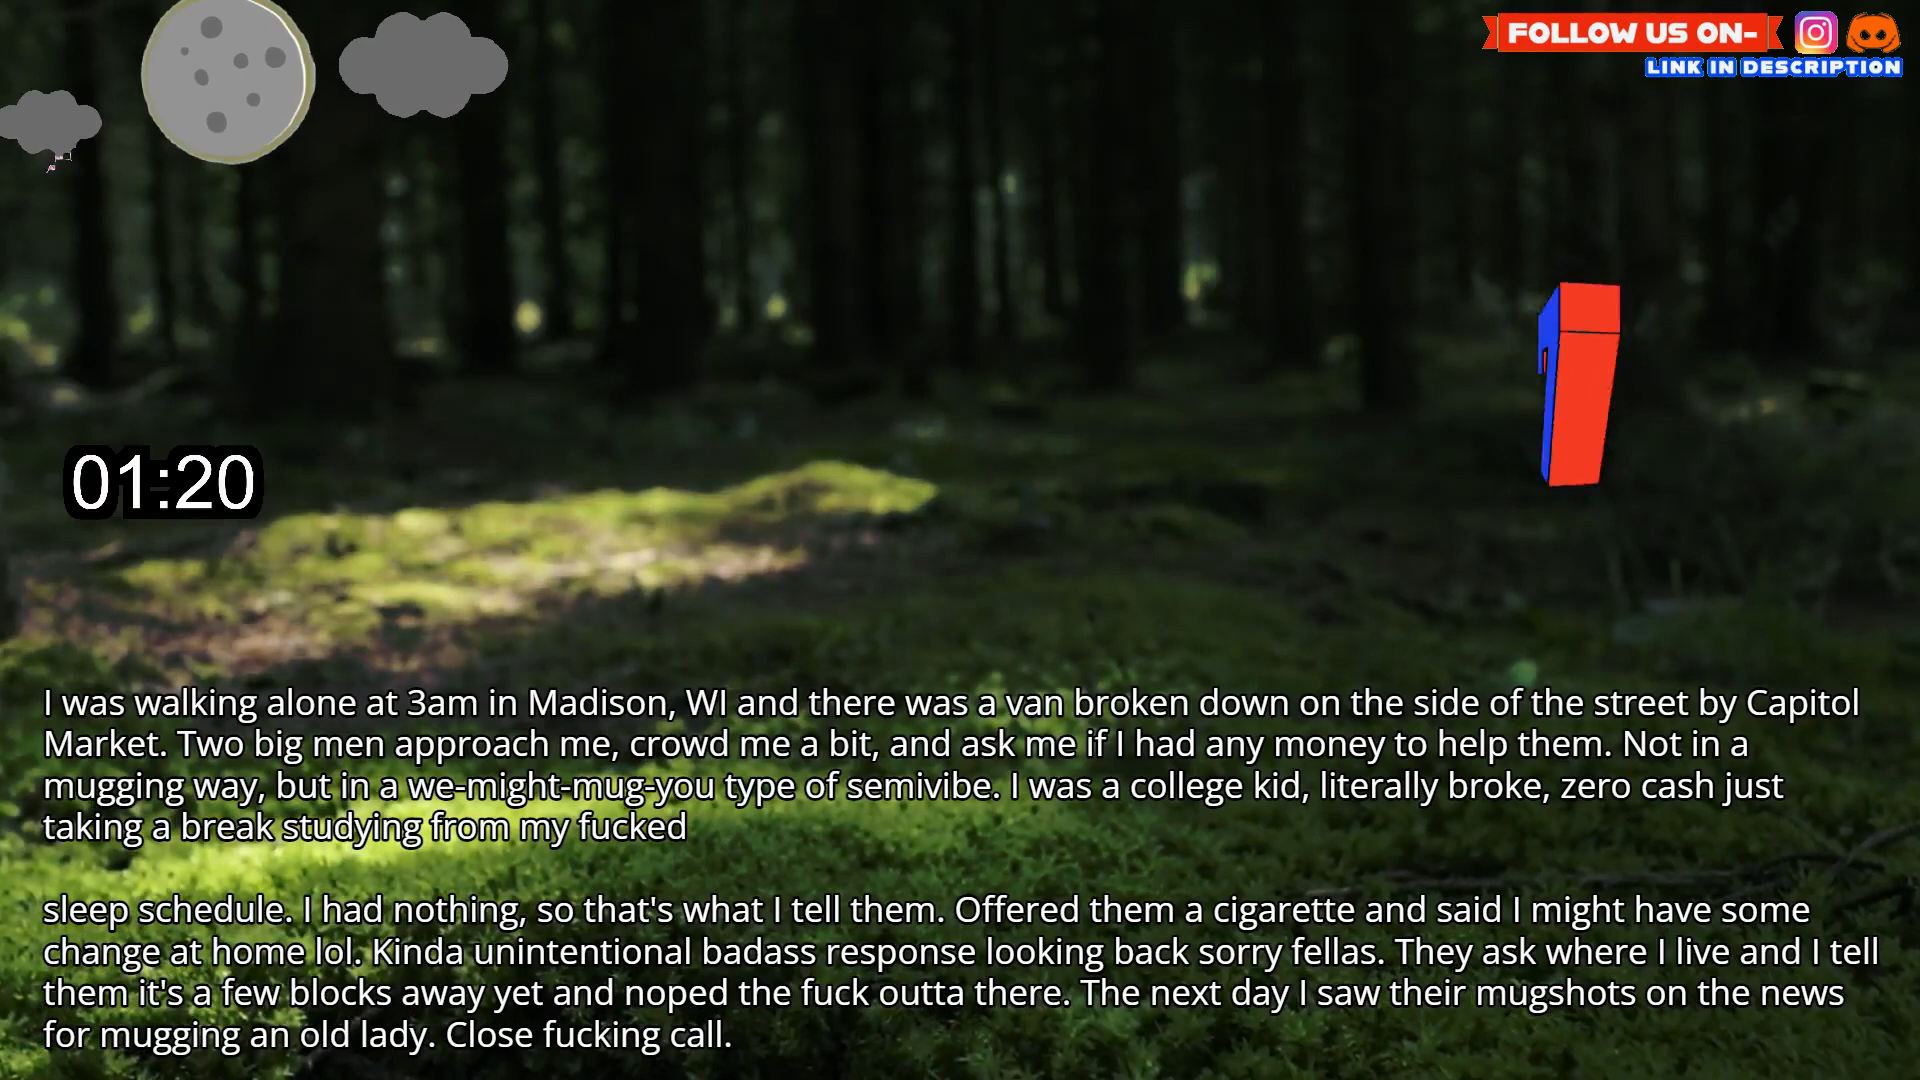 FOLLOW US ON-
LINK IN DESCRIPTION
01:20
I was walking alone at 3am in Madison, WI and there was a van broken down on the side of the street by Capitol
Market. Two big men approach me, crowd me a bit, and ask me if I had any money to help them. Not in a
mugging way, but in a we-might-mug-you type of semivibe. I was a college kid, literally broke, zero cash just
taking a break studying from my fucked
sleep schedule. I had nothing, so that's what I tell them. Offered them a cigarette and said I might have some
change at home lol. Kinda unintentional badass response looking back sorry fellas. They ask where I live and I tell
them it's a few blocks away yet and noped the fuck outta there. The next day I saw their mugshots on the news
for mugging an old lady. Close fucking call.